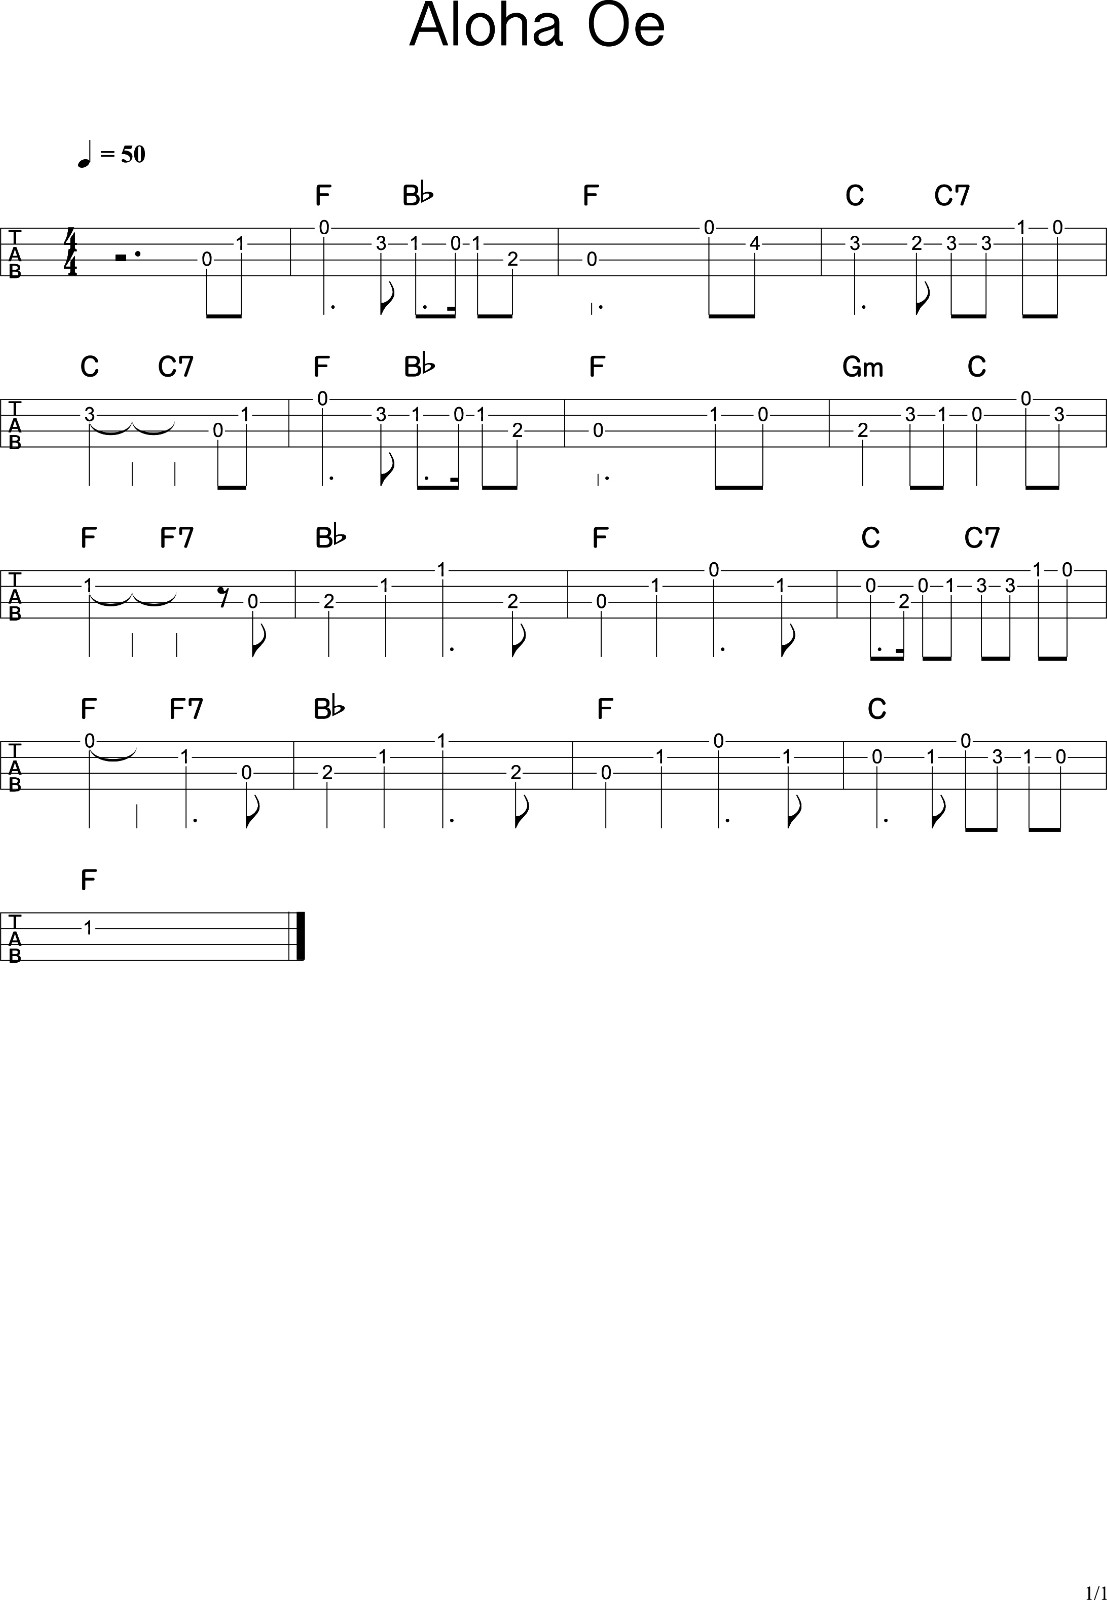 Aloha Oe
= 50
F B♭ F C C7
T A B 4 4 0 1 0 3 1 0 1 2 0 0 4 3 2 3 3 1 0
C C7 F B♭ F Gm C
T A B 3 0 1 0 3 1 0 1 2 0 1 0 2 3 1 0 0 3
F F7 B♭ F C C7
T A B 1 0 2 1 1 2 0 1 0 1 0 2 0 1 3 3 1 0
F F7 B♭ F C
T A B 0 1 0 2 1 1 2 0 1 0 1 0 1 0 3 1 0
F
T A B 1
1/1